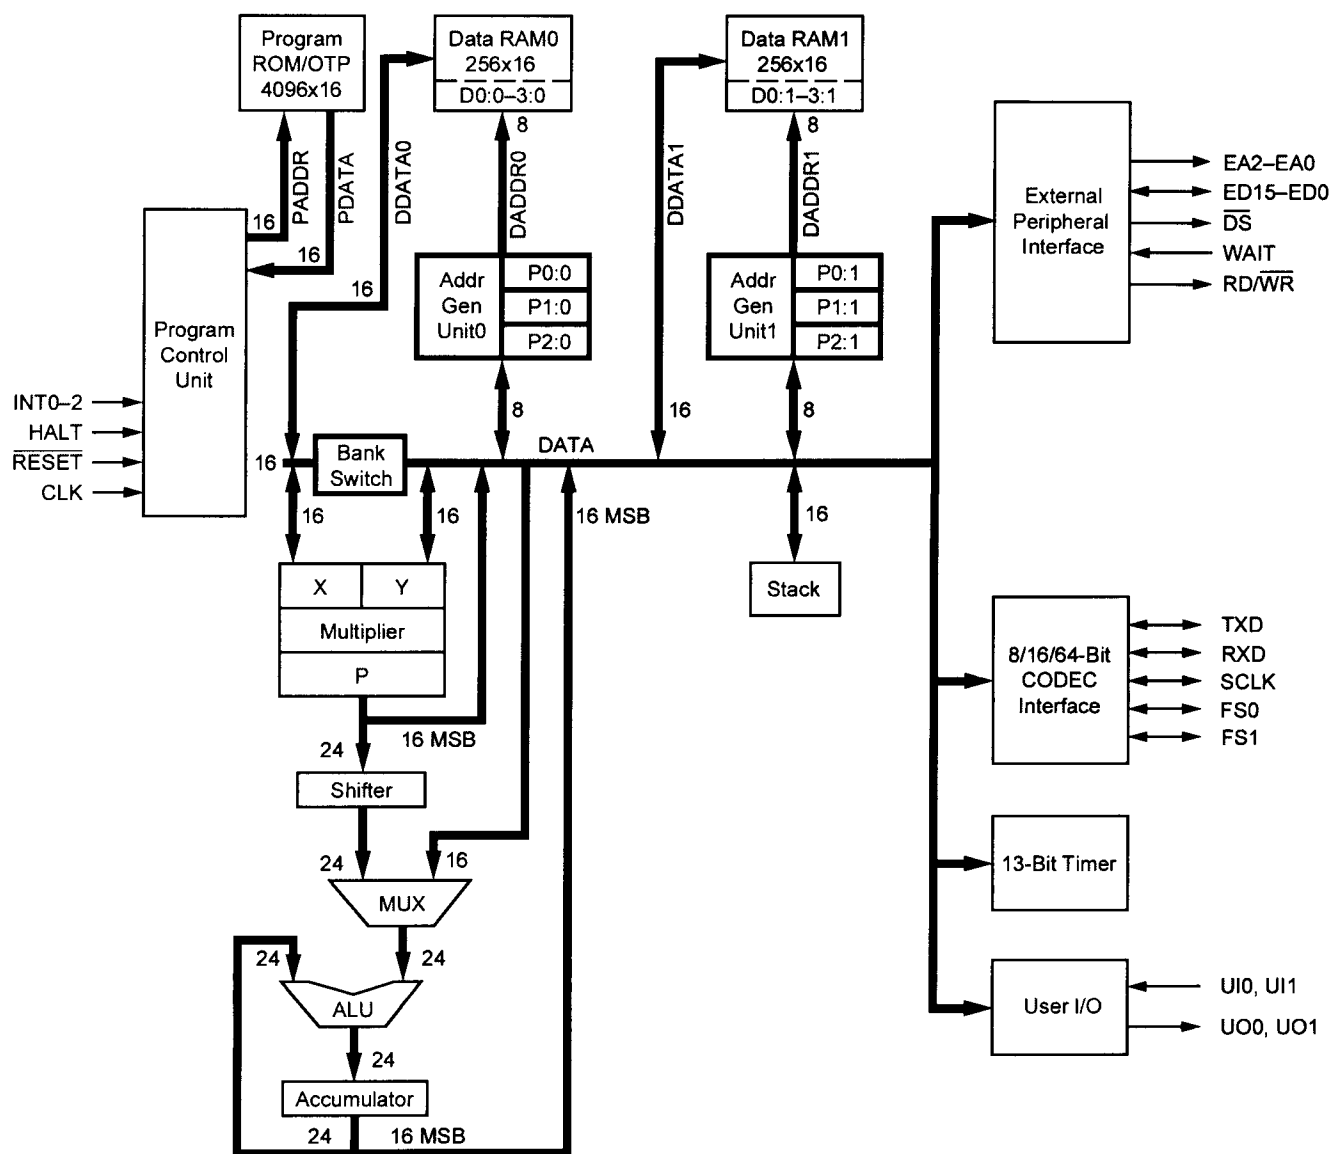 Program
ROM/OTP
4096x16
Data RAM0
256x16
D0:0–3:0
Data RAM1
256x16
D0:1–3:1
8
8
PADDR
PDATA
DDATA0
DADDR0
DDATA1
DADDR1
16
16
16
External
Peripheral
Interface
EA2–EA0
ED15–ED0
D̅S̅
WAIT
RD/W̅R̅
Addr
Gen
Unit0
P0:0
P1:0
P2:0
Addr
Gen
Unit1
P0:1
P1:1
P2:1
Program
Control
Unit
INT0–2
HALT
R̅E̅S̅E̅T̅
CLK
8
16
8
DATA
16
Bank
Switch
16
16
16 MSB
16
X
Y
Multiplier
P
Stack
16 MSB
24
Shifter
24
16
MUX
24
24
ALU
24
Accumulator
24
16 MSB
8/16/64-Bit
CODEC
Interface
TXD
RXD
SCLK
FS0
FS1
13-Bit Timer
User I/O
UI0, UI1
UO0, UO1